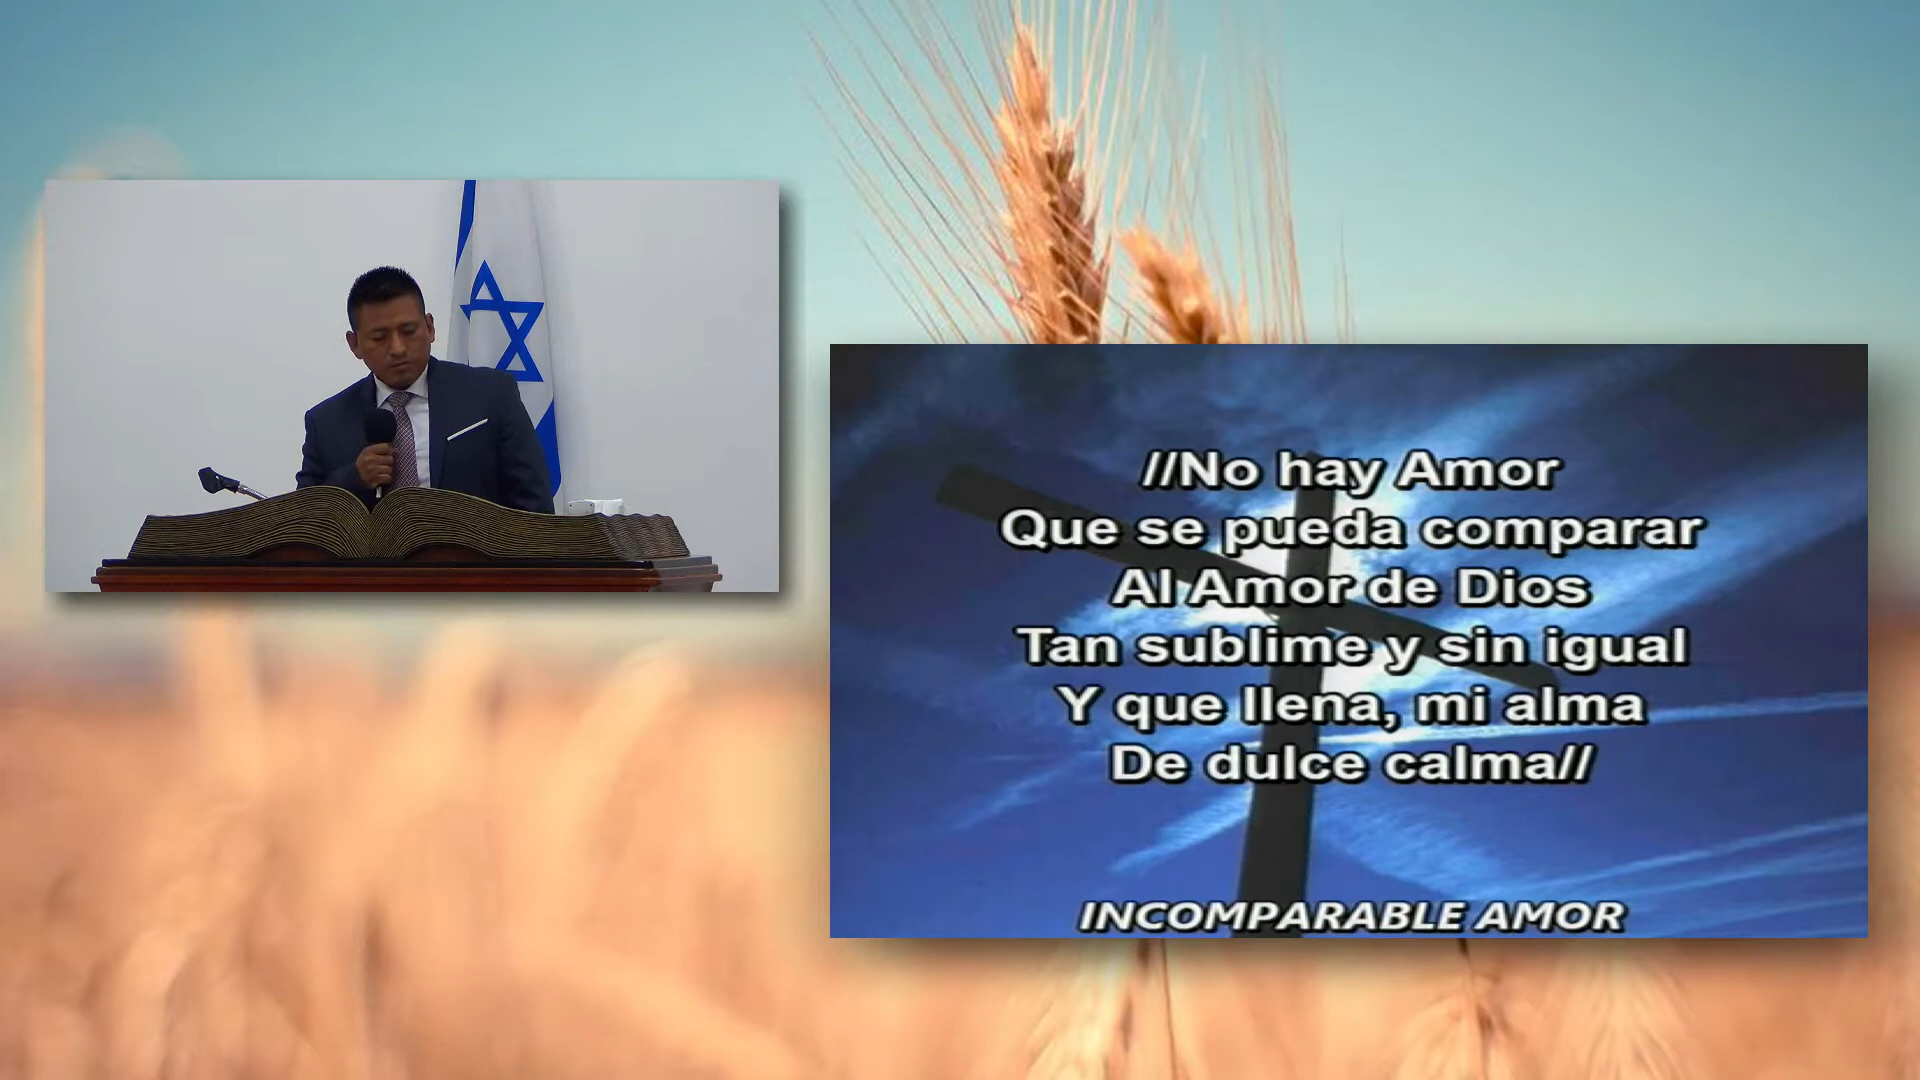 //No hay Amor
Que se pueda comparar
Al Amor de Dios
Tan sublime y sin igual
Y que llena, mi alma
De dulce calma//
INCOMPARABLE AMOR